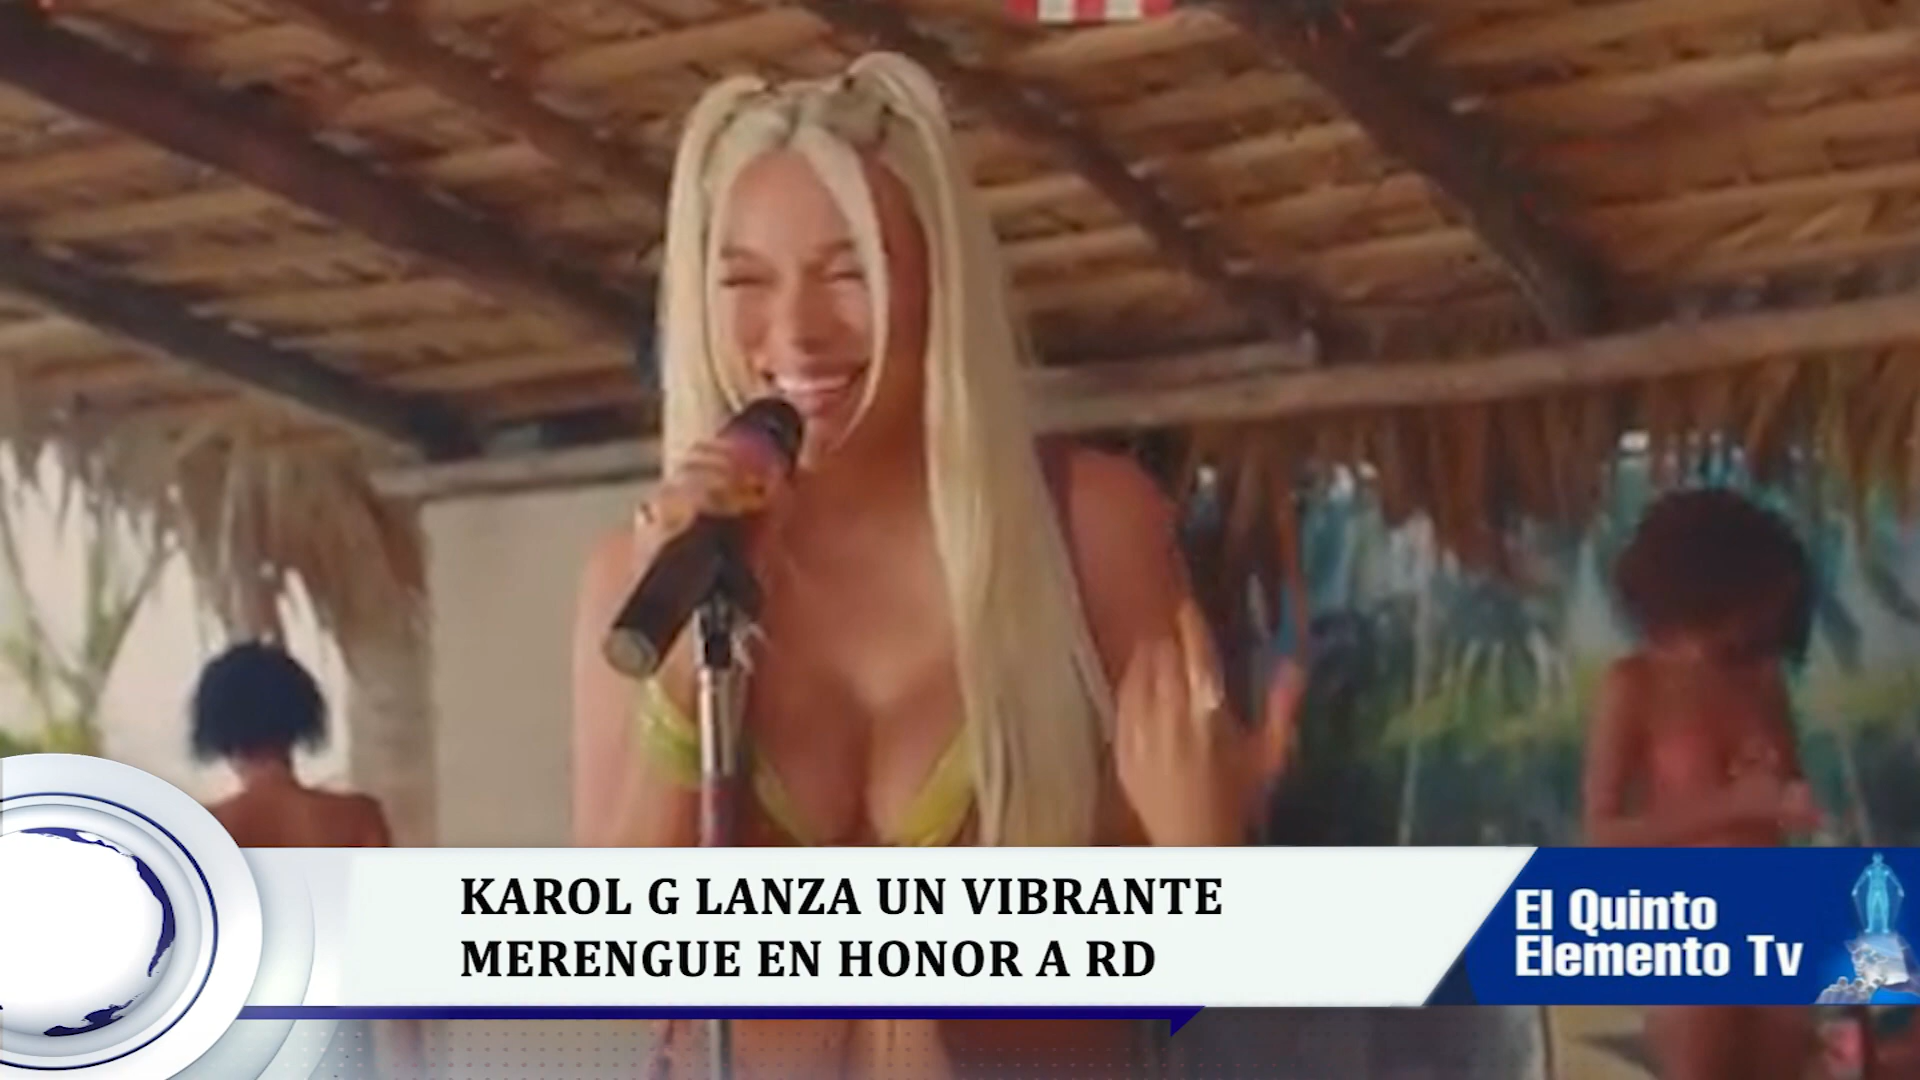 KAROL G LANZA UN VIBRANTE
MERENGUE EN HONOR A RD
El Quinto
Elemento Tv